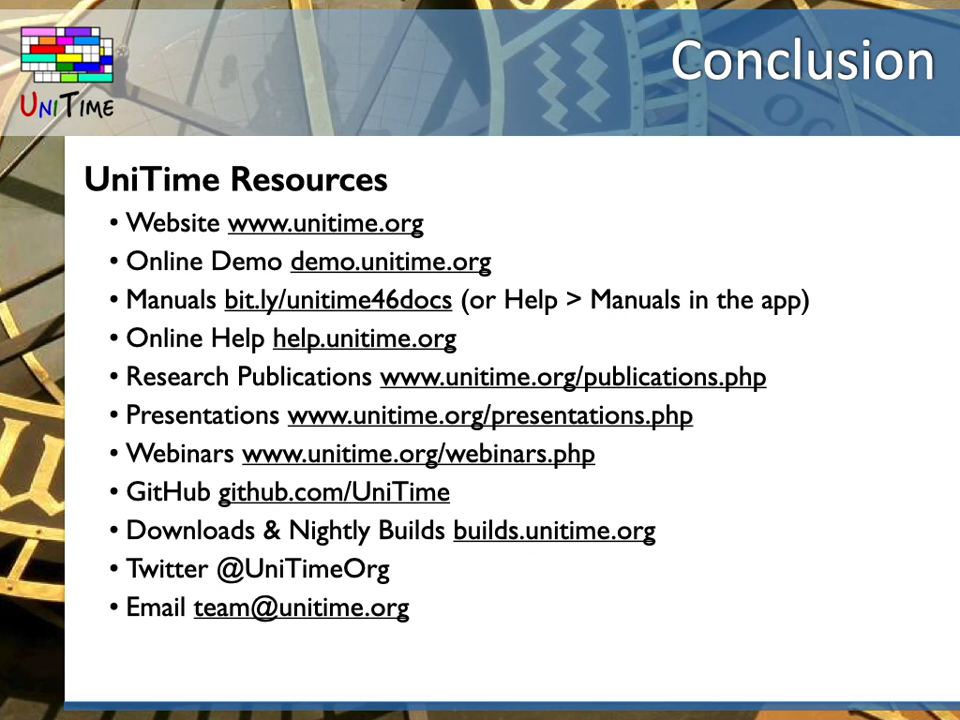 UniTime
Conclusion
UniTime Resources
• Website www.unitime.org
• Online Demo demo.unitime.org
• Manuals bit.ly/unitime46docs (or Help > Manuals in the app)
• Online Help help.unitime.org
• Research Publications www.unitime.org/publications.php
• Presentations www.unitime.org/presentations.php
• Webinars www.unitime.org/webinars.php
• GitHub github.com/UniTime
• Downloads & Nightly Builds builds.unitime.org
• Twitter @UniTimeOrg
• Email team@unitime.org